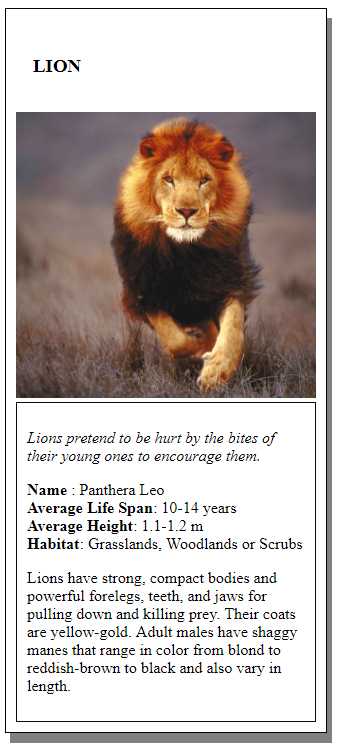 LION
Lions pretend to be hurt by the bites of
their young ones to encourage them.
Name : Panthera Leo
Average Life Span: 10-14 years
Average Height: 1.1-1.2 m
Habitat: Grasslands, Woodlands or Scrubs
Lions have strong, compact bodies and
powerful forelegs, teeth, and jaws for
pulling down and killing prey. Their coats
are yellow-gold. Adult males have shaggy
manes that range in color from blond to
reddish-brown to black and also vary in
length.